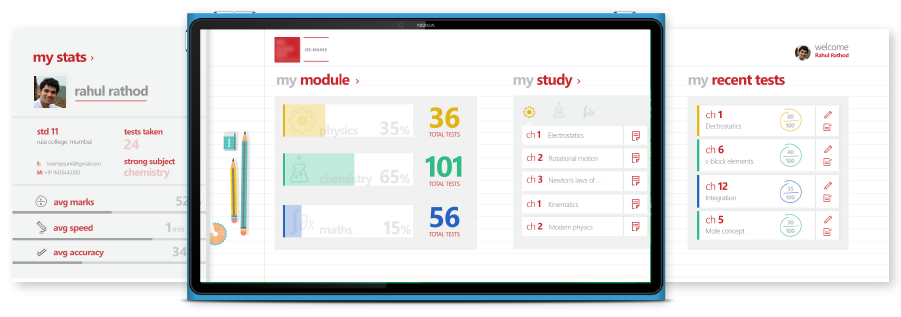 my stats ›
rahul rathod
std 11
ruia college, mumbai
tests taken
24
E: loremipsum@gmail.com
M: +91 9433443300
strong subject
chemistry
avg marks
52
avg speed
1 min
avg accuracy
34
NOKIA
JEE-MAINS
my module ›
physics 35%
36
TOTAL TESTS
chemistry 65%
101
TOTAL TESTS
∫dx
maths 15%
56
TOTAL TESTS
my study ›
∫dx
ch 1 Electrostatics
ch 2 Rotational motion
ch 3 Newton's laws of . . .
ch 1 Kinematics
ch 2 Modern physics
welcome
Rahul Rathod
my recent tests
ch 1
Electrostatics
80
100
ch 6
s-block elements
40
100
ch 12
Integration
35
100
ch 5
Mole concept
30
100